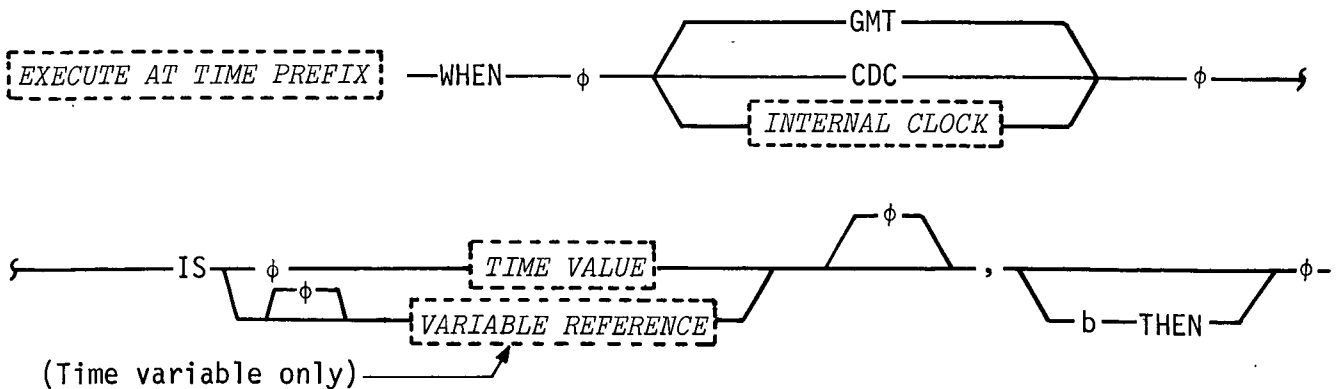 GMT
EXECUTE AT TIME PREFIX WHEN ϕ CDC ϕ
INTERNAL CLOCK
ϕ
IS ϕ TIME VALUE , ϕ
ϕ
VARIABLE REFERENCE b THEN
(Time variable only)